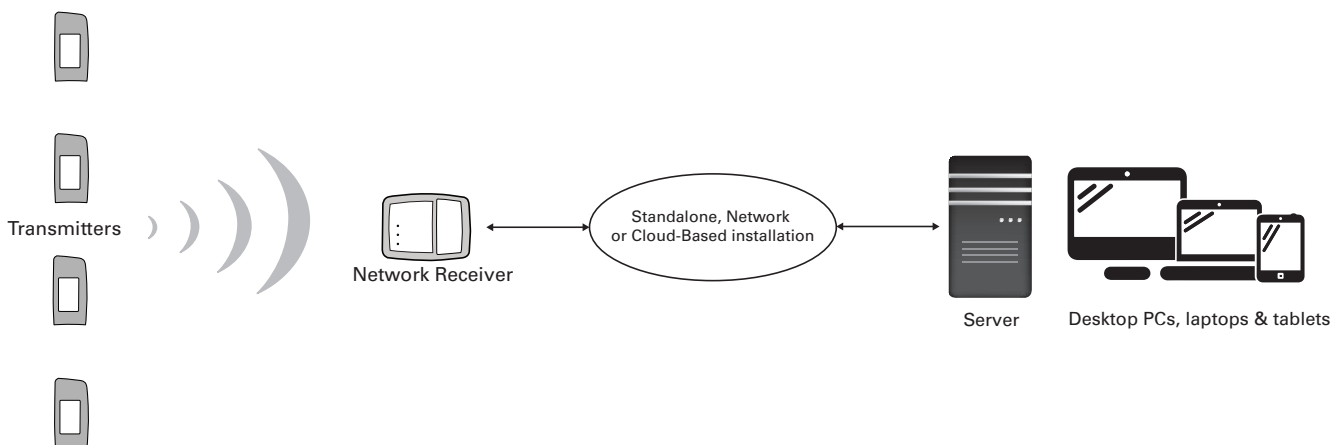 Transmitters
Network Receiver
Standalone, Network
or Cloud-Based installation
Server
Desktop PCs, laptops & tablets